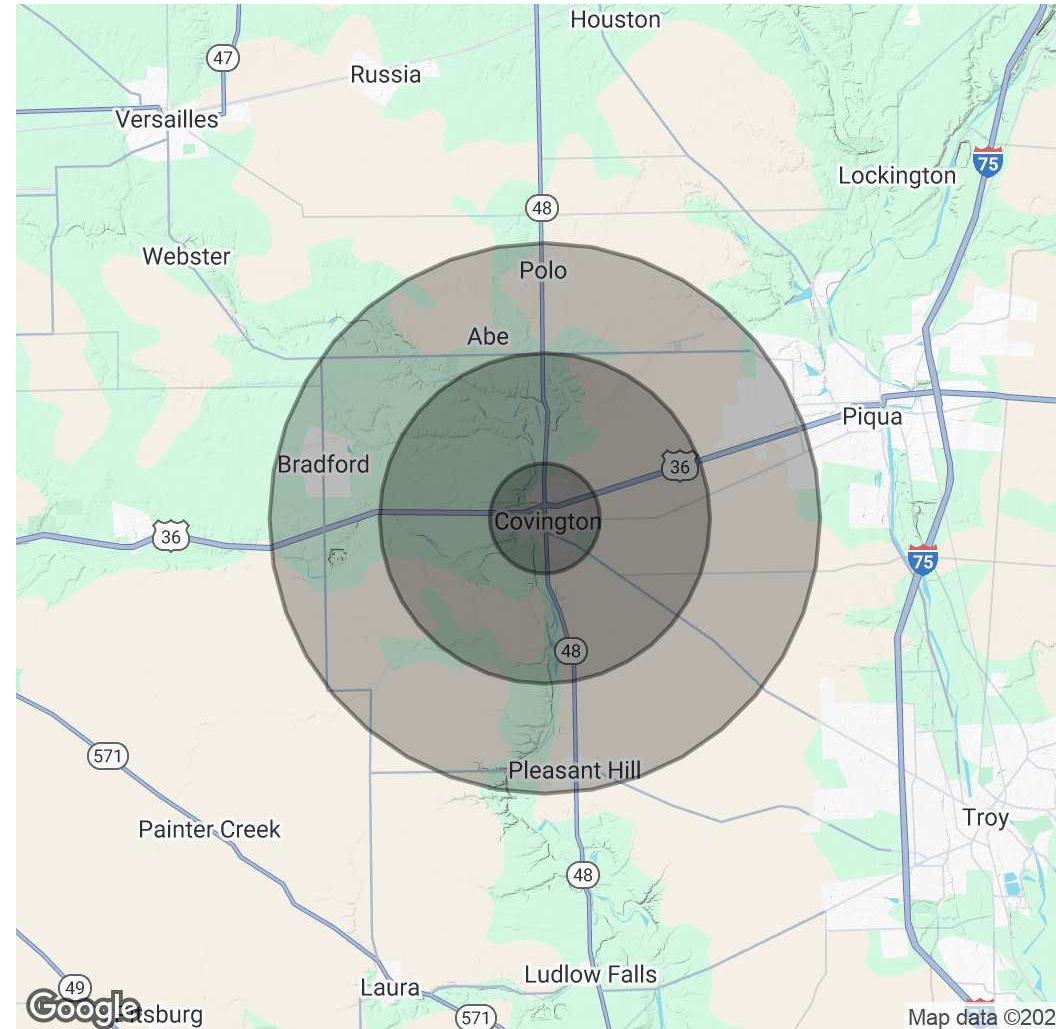 Houston
47
Russia
Versailles
75
Lockington
48
Webster
Polo
Abe
Piqua
Bradford
36
Covington
36
75
48
571
Pleasant Hill
Troy
Painter Creek
48
Ludlow Falls
49
Laura
Google
itsburg
571
Map data ©202